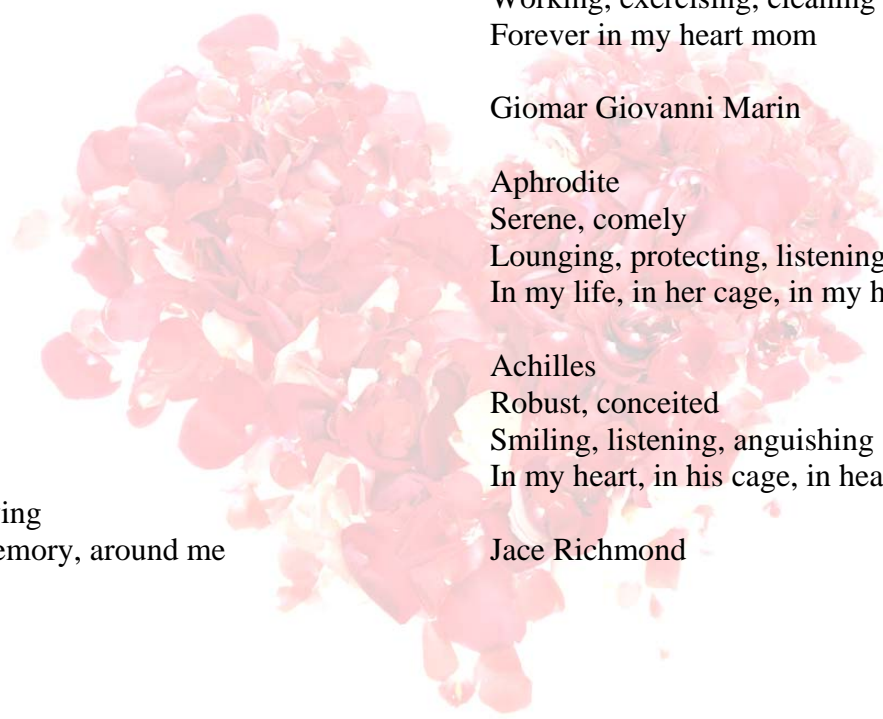 Working, exercising, cleaning
Forever in my heart mom
Giomar Giovanni Marin
Aphrodite
Serene, comely
Lounging, protecting, listening
In my life, in her cage, in my
Achilles
Robust, conceited
Smiling, listening, anguishing
In my heart, in his cage, in
Jace Richmond
around me